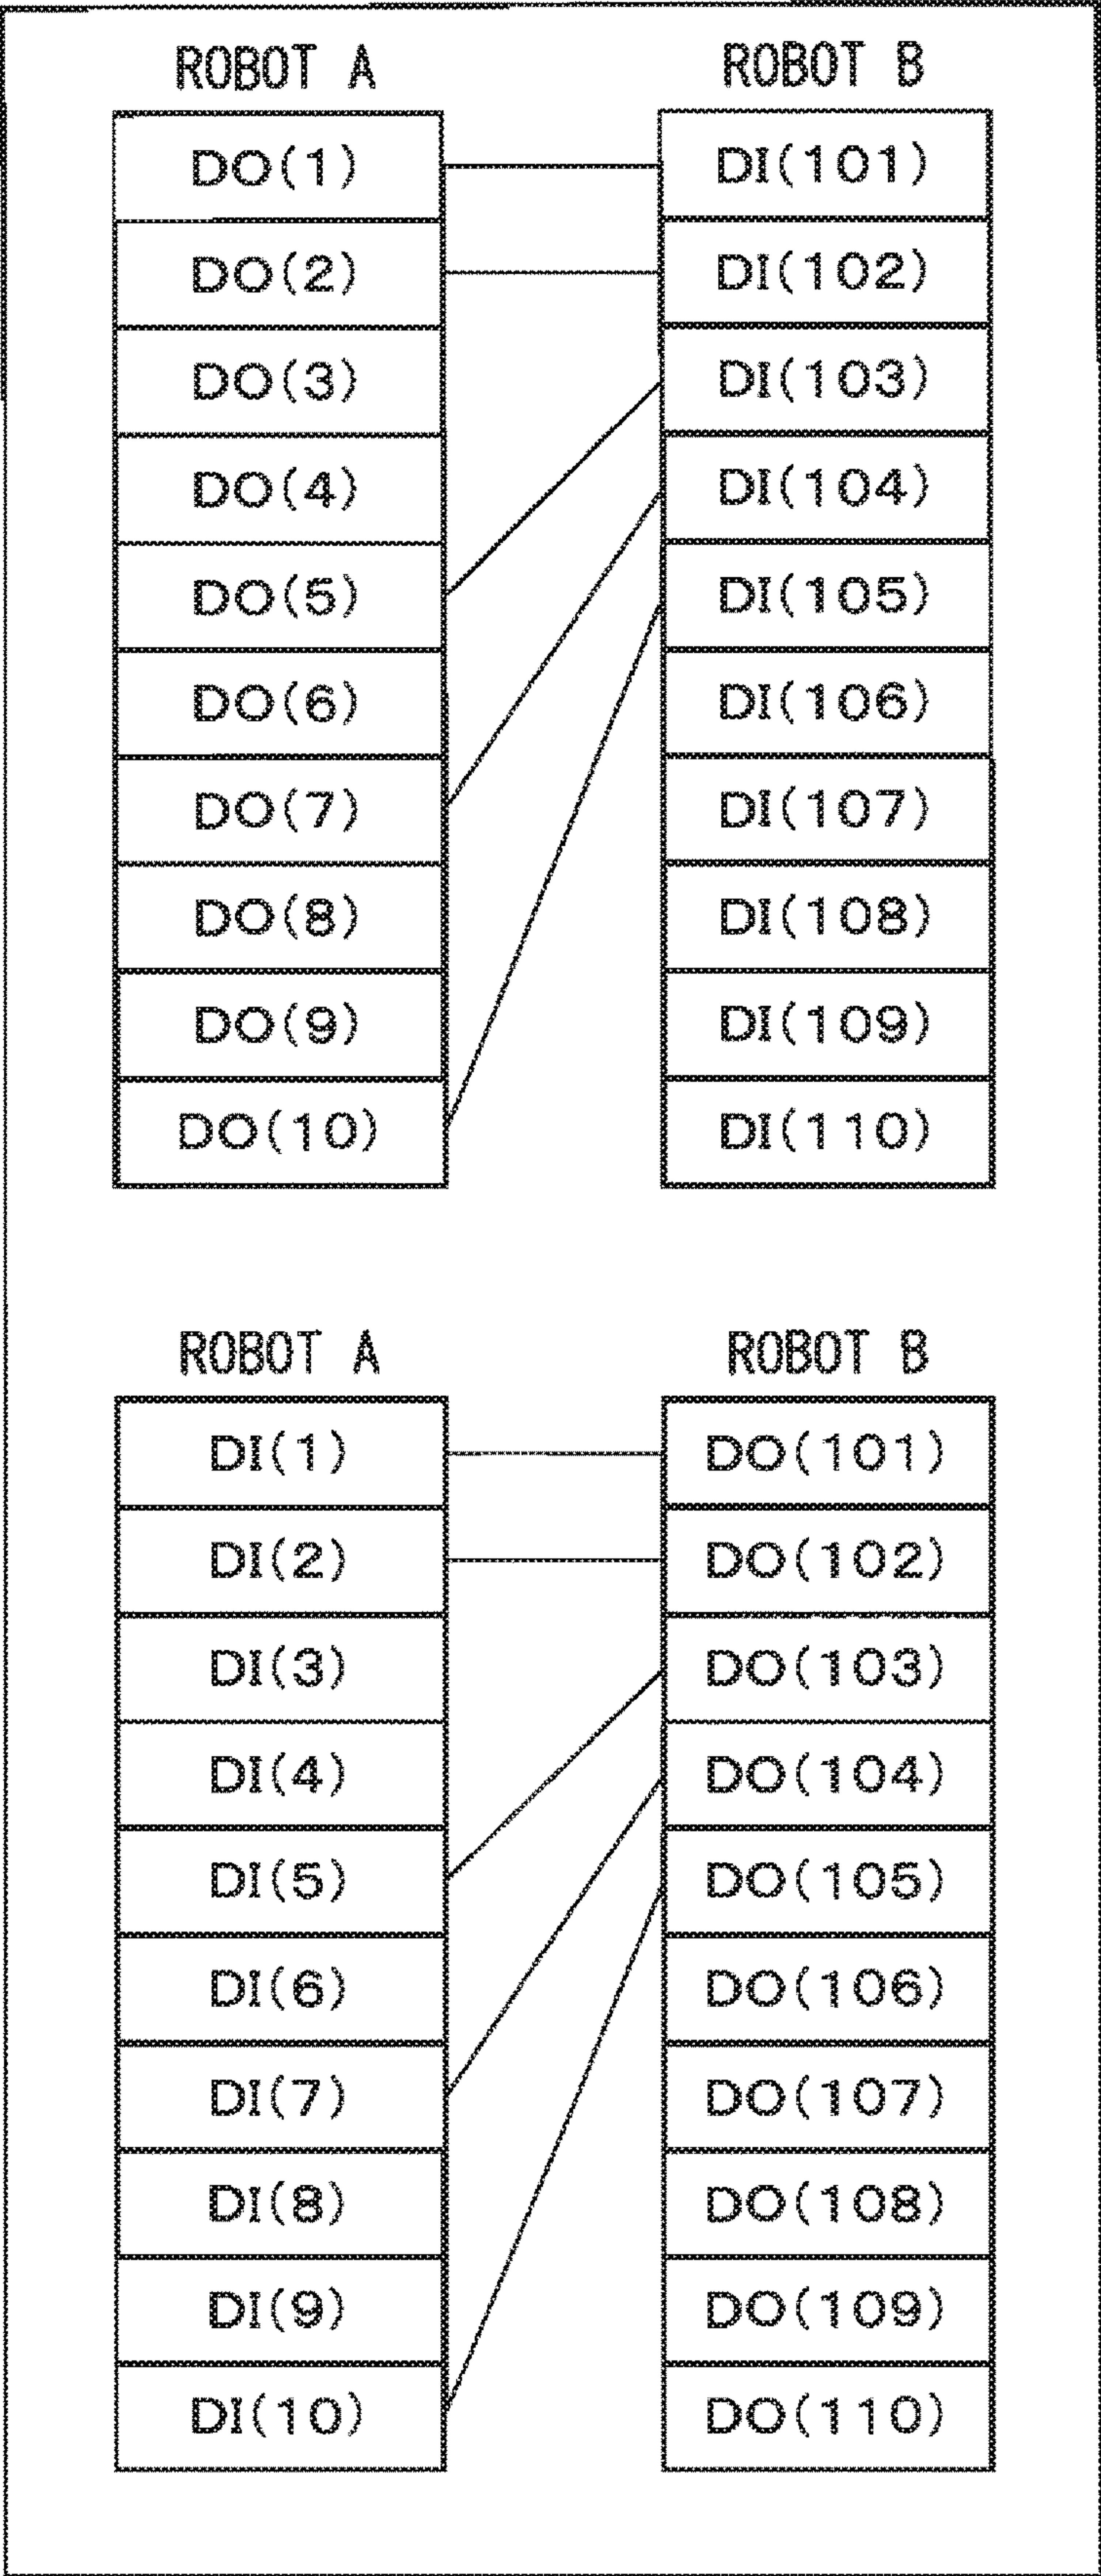 ROBOT A ROBOT B
DO(1) DI(101)
DO(2) DI(102)
DO(3) DI(103)
DO(4) DI(104)
DO(5) DI(105)
DO(6) DI(106)
DO(7) DI(107)
DO(8) DI(108)
DO(9) DI(109)
DO(10) DI(110)
ROBOT A ROBOT B
DI(1) DO(101)
DI(2) DO(102)
DI(3) DO(103)
DI(4) DO(104)
DI(5) DO(105)
DI(6) DO(106)
DI(7) DO(107)
DI(8) DO(108)
DI(9) DO(109)
DI(10) DO(110)